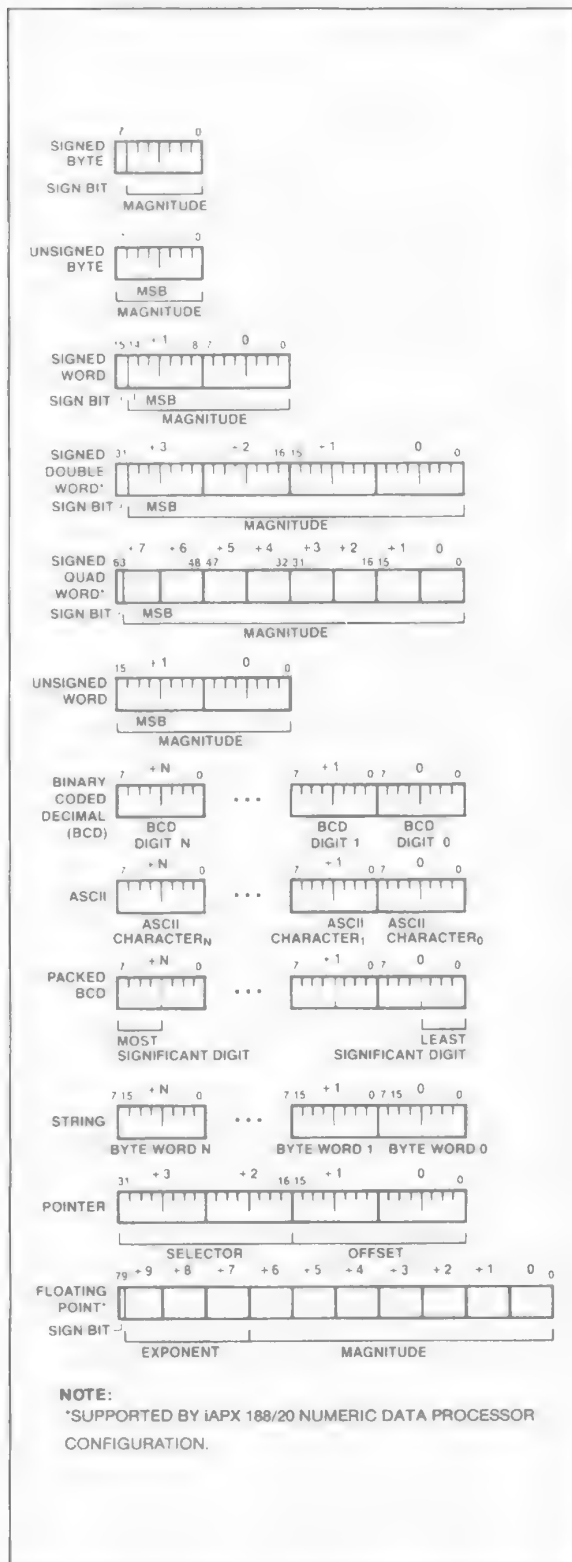 7 0
SIGNED
BYTE
SIGN BIT
MAGNITUDE
0
UNSIGNED
BYTE
MSB
MAGNITUDE
15 14 +1 8 7 0 0
SIGNED
WORD
SIGN BIT MSB
MAGNITUDE
31 +3 +2 16 15 +1 0 0
SIGNED
DOUBLE
WORD*
SIGN BIT MSB
MAGNITUDE
+7 +6 +5 +4 +3 +2 +1 0
63 48 47 32 31 16 15 0
SIGNED
QUAD
WORD*
SIGN BIT MSB
MAGNITUDE
15 +1 0 0
UNSIGNED
WORD
MSB
MAGNITUDE
7 +N 0 7 +1 0 7 0 0
BINARY
CODED
DECIMAL
(BCD)
...
BCD BCD BCD
DIGIT N DIGIT 1 DIGIT 0
7 +N 0 7 +1 0 7 0 0
ASCII ...
ASCII ASCII ASCII
CHARACTERN CHARACTER1 CHARACTER0
7 +N 0 7 +1 0 7 0 0
PACKED
BCD
...
MOST LEAST
SIGNIFICANT DIGIT SIGNIFICANT DIGIT
7 15 +N 0 7 15 +1 0 7 15 0 0
STRING ...
BYTE WORD N BYTE WORD 1 BYTE WORD 0
31 +3 +2 16 15 +1 0 0
POINTER
SELECTOR OFFSET
79 +9 +8 +7 +6 +5 +4 +3 +2 +1 0 0
FLOATING
POINT*
SIGN BIT
EXPONENT MAGNITUDE
NOTE:
*SUPPORTED BY iAPX 188/20 NUMERIC DATA PROCESSOR
CONFIGURATION.